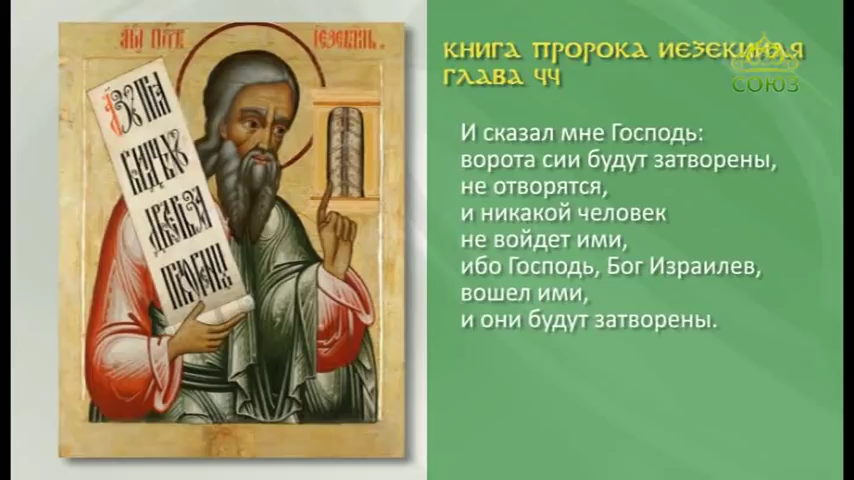 КНИГА ПРОРОКА ИЕЗЕКИИЛЯ
ГЛАВА 44
СОЮЗ
И сказал мне Господь:
ворота сии будут затворены,
не отворятся,
и никакой человек
не войдет ими,
ибо Господь, Бог Израилев,
вошел ими,
и они будут затворены.